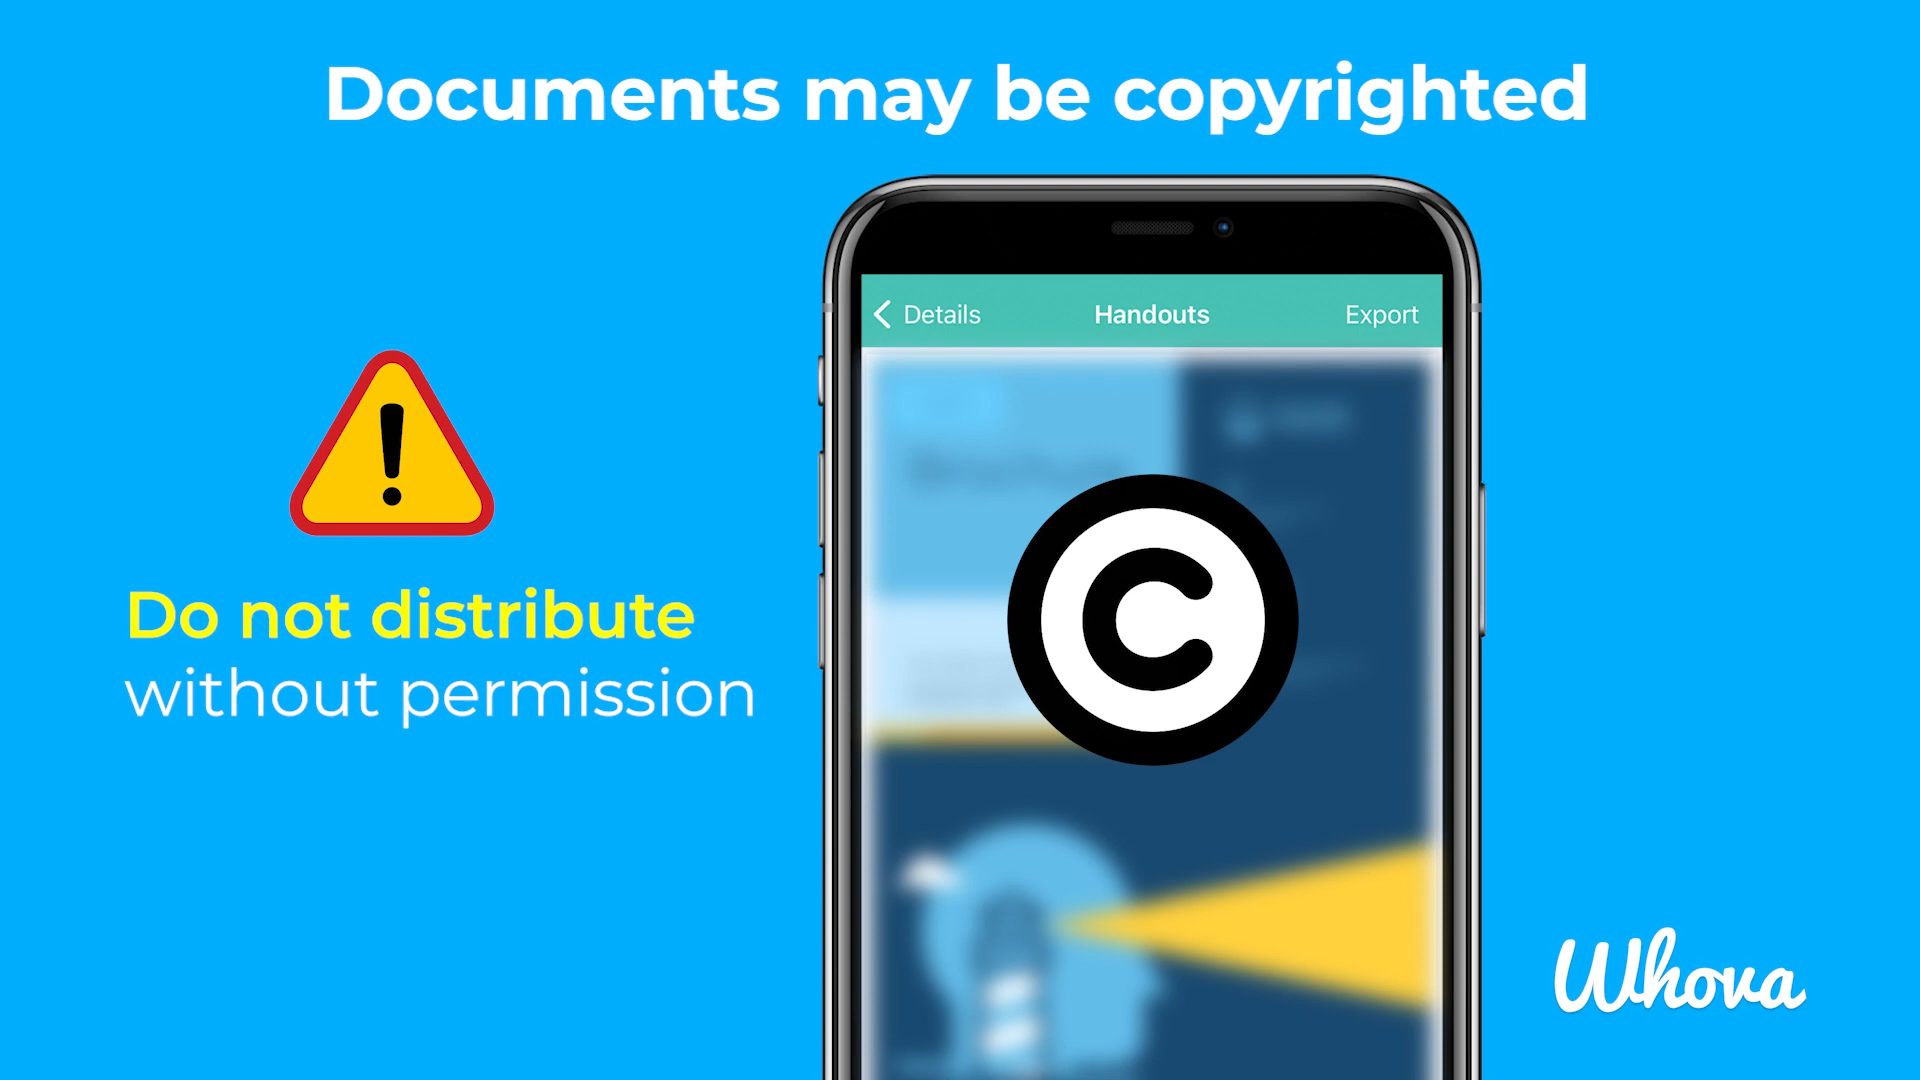 Documents may be copyrighted
Details
Handouts
Export
Do not distribute
without permission
Whova